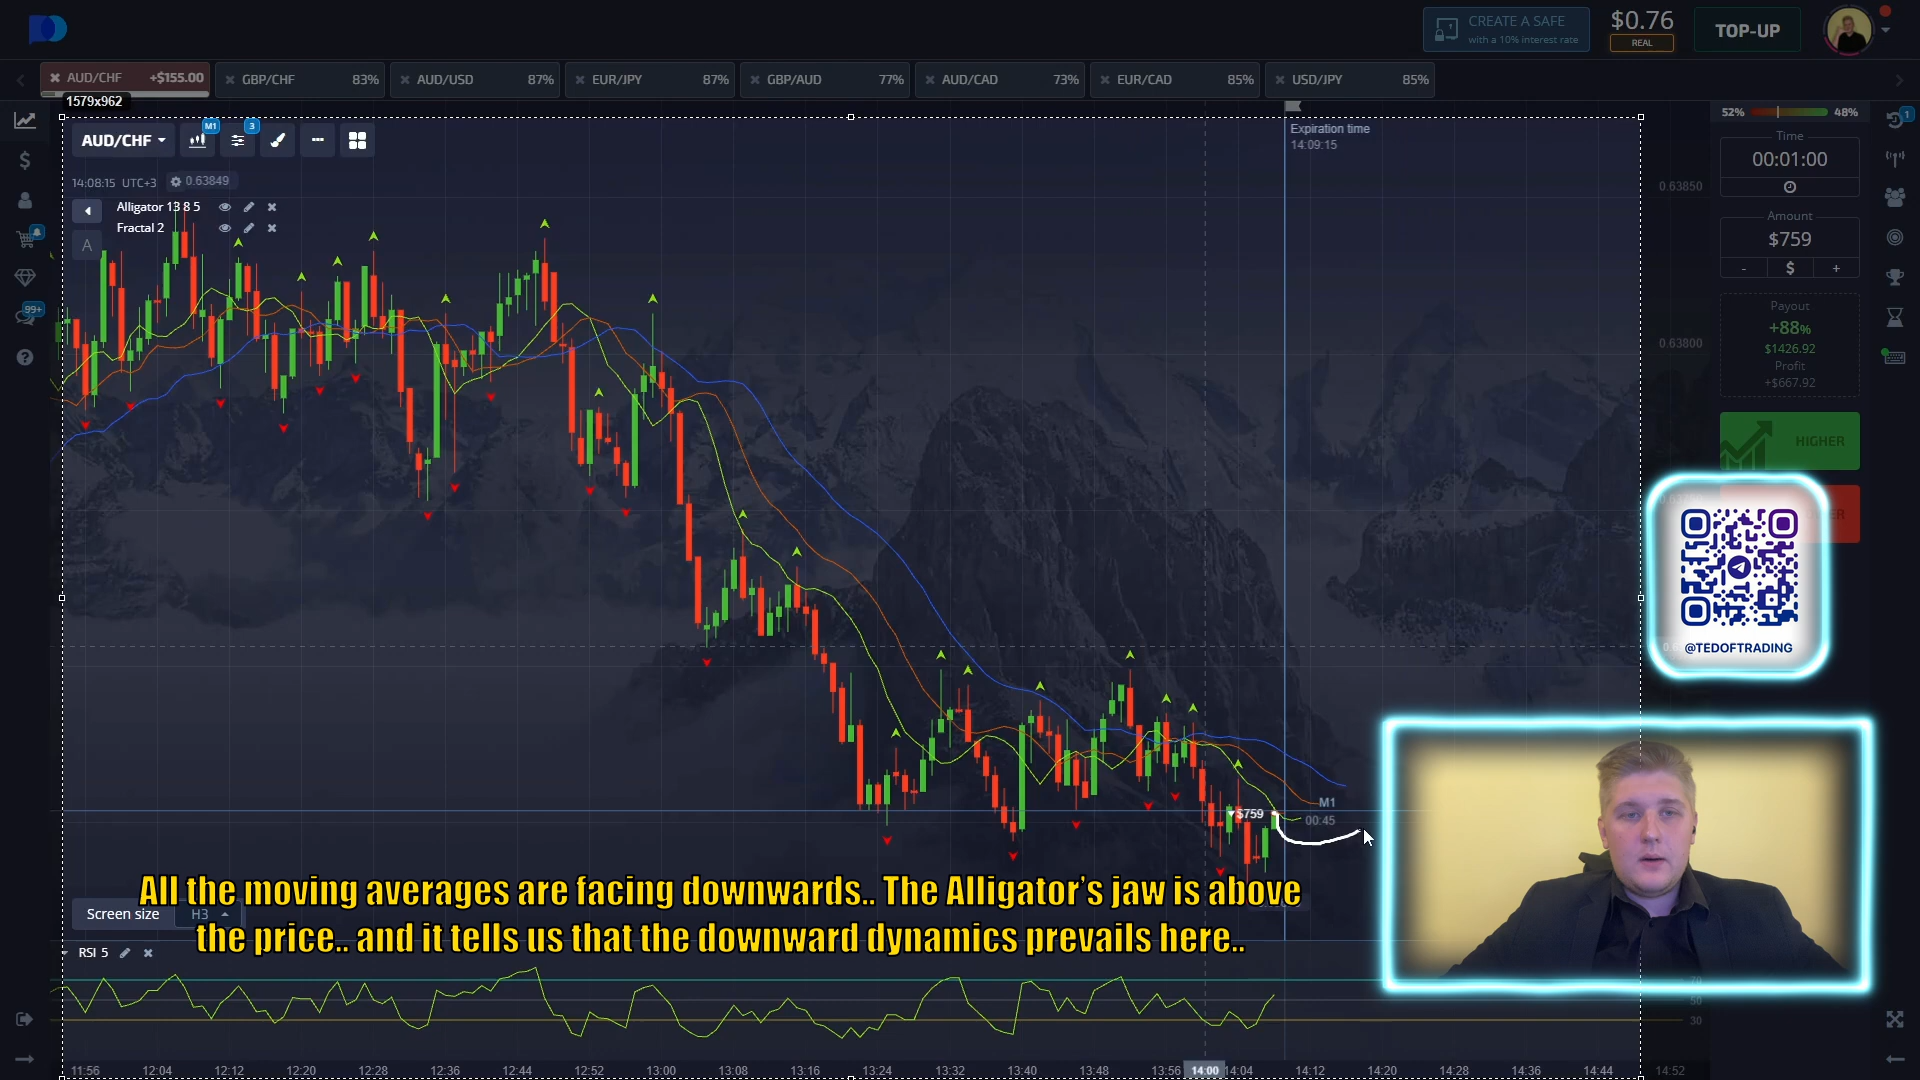 CREATE A SAFE
with a 10% interest rate
$0.76
REAL
TOP-UP
AUD/CHF +$155.00
GBP/CHF 83%
AUD/USD 87%
EUR/JPY 87%
GBP/AUD 77%
AUD/CAD 73%
EUR/CAD 85%
USD/JPY 85%
1579x962
AUD/CHF
M1
3
Expiration time
14:09:15
14:08:15 UTC+3
0.63849
Alligator 13 8 5
Fractal 2
A
99+
0.63850
0.63800
52% 48%
Time
00:01:00
Amount
$759
- $ +
Payout
+88%
$1426.92
Profit
+$667.92
HIGHER
1
@TEDOFTRADING
$759
M1
00:45
All the moving averages are facing downwards.. The Alligator's jaw is above
the price.. and it tells us that the downward dynamics prevails here..
Screen size H3
RSI 5
70
50
30
11:56 12:04 12:12 12:20 12:28 12:36 12:44 12:52 13:00 13:08 13:16 13:24 13:32 13:40 13:48 13:56 14:00 14:04 14:12 14:20 14:28 14:36 14:44 14:52